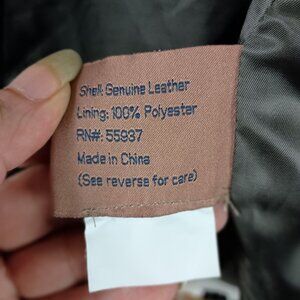 Shell: Genuine Leather
Lining: 100% Polyester
RN#: 55937
Made in China
(See reverse for care)